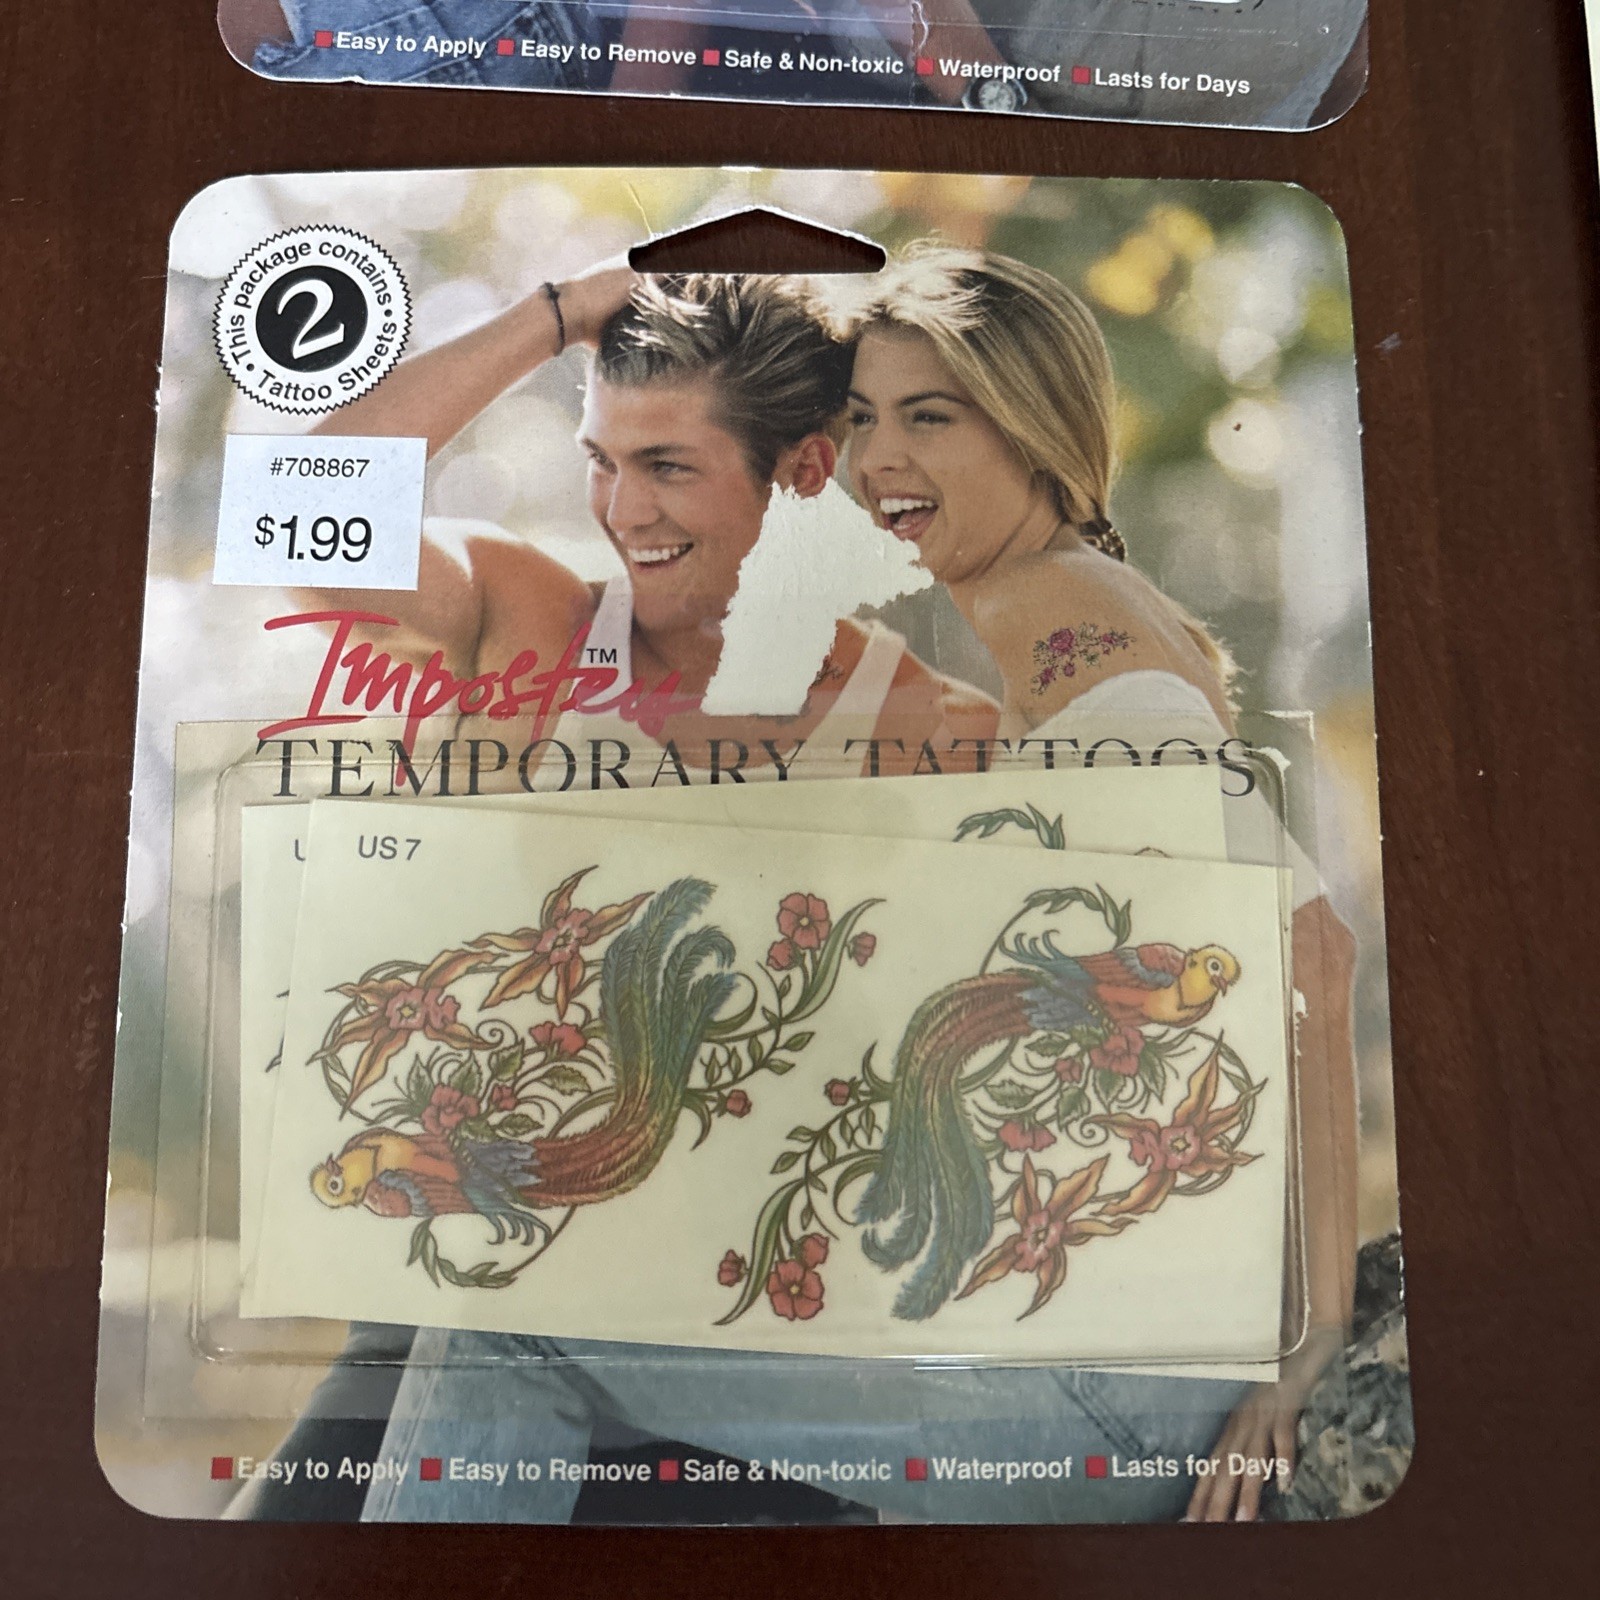 Easy to Apply Easy to Remove Safe & Non-toxic Waterproof Lasts for Days
This package contains
2
Tattoo Sheets
#708867
$1.99
Imposters™
TEMPORARY TATTOOS
US 7
Easy to Apply Easy to Remove Safe & Non-toxic Waterproof Lasts for Days